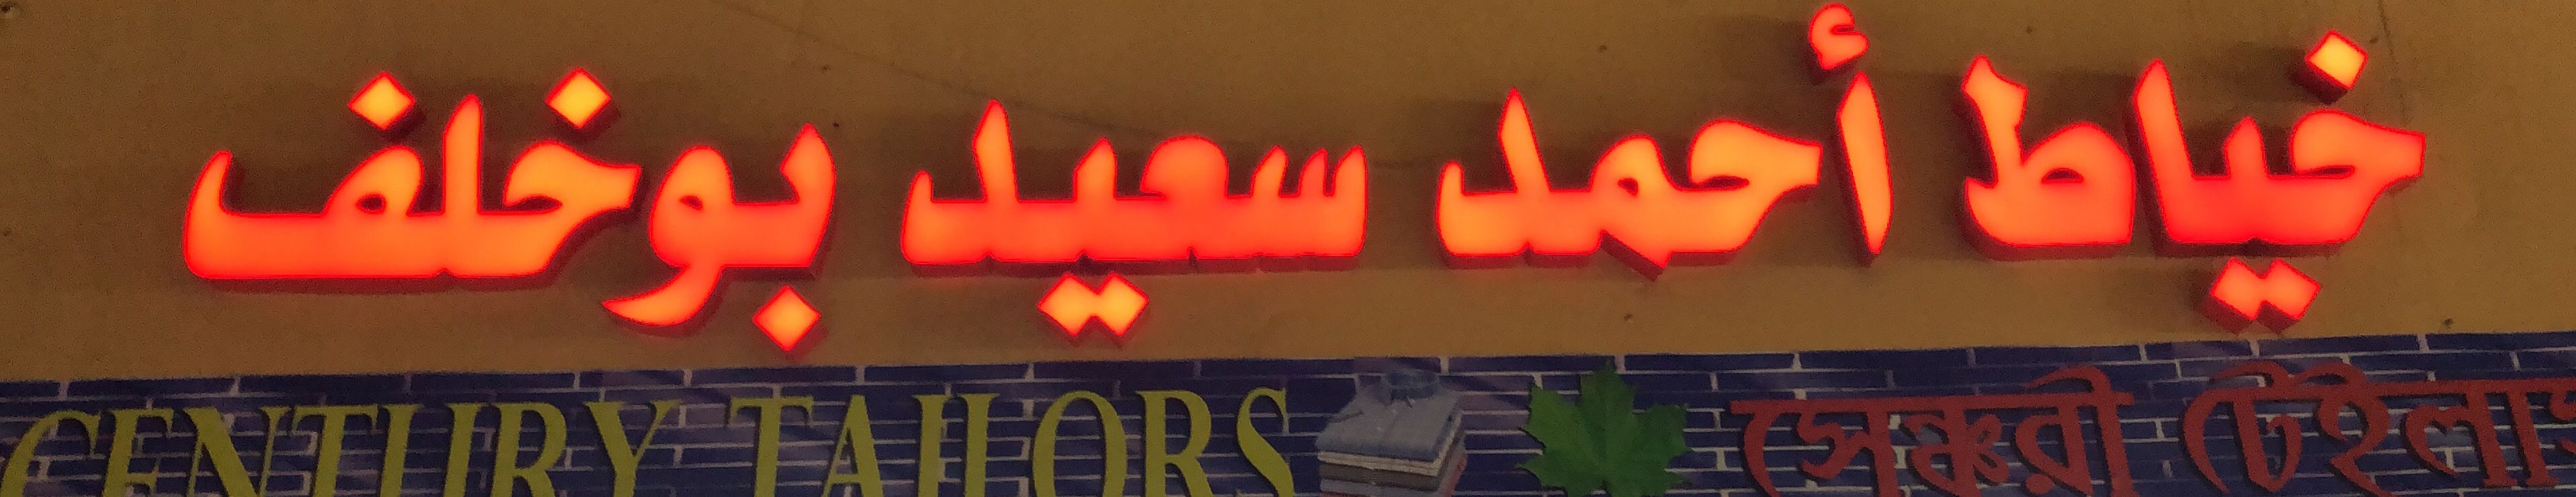 خياط أحمد سعيد بوخلف
CENTURY TAILORS সেঞ্চুরী টেইলার্স